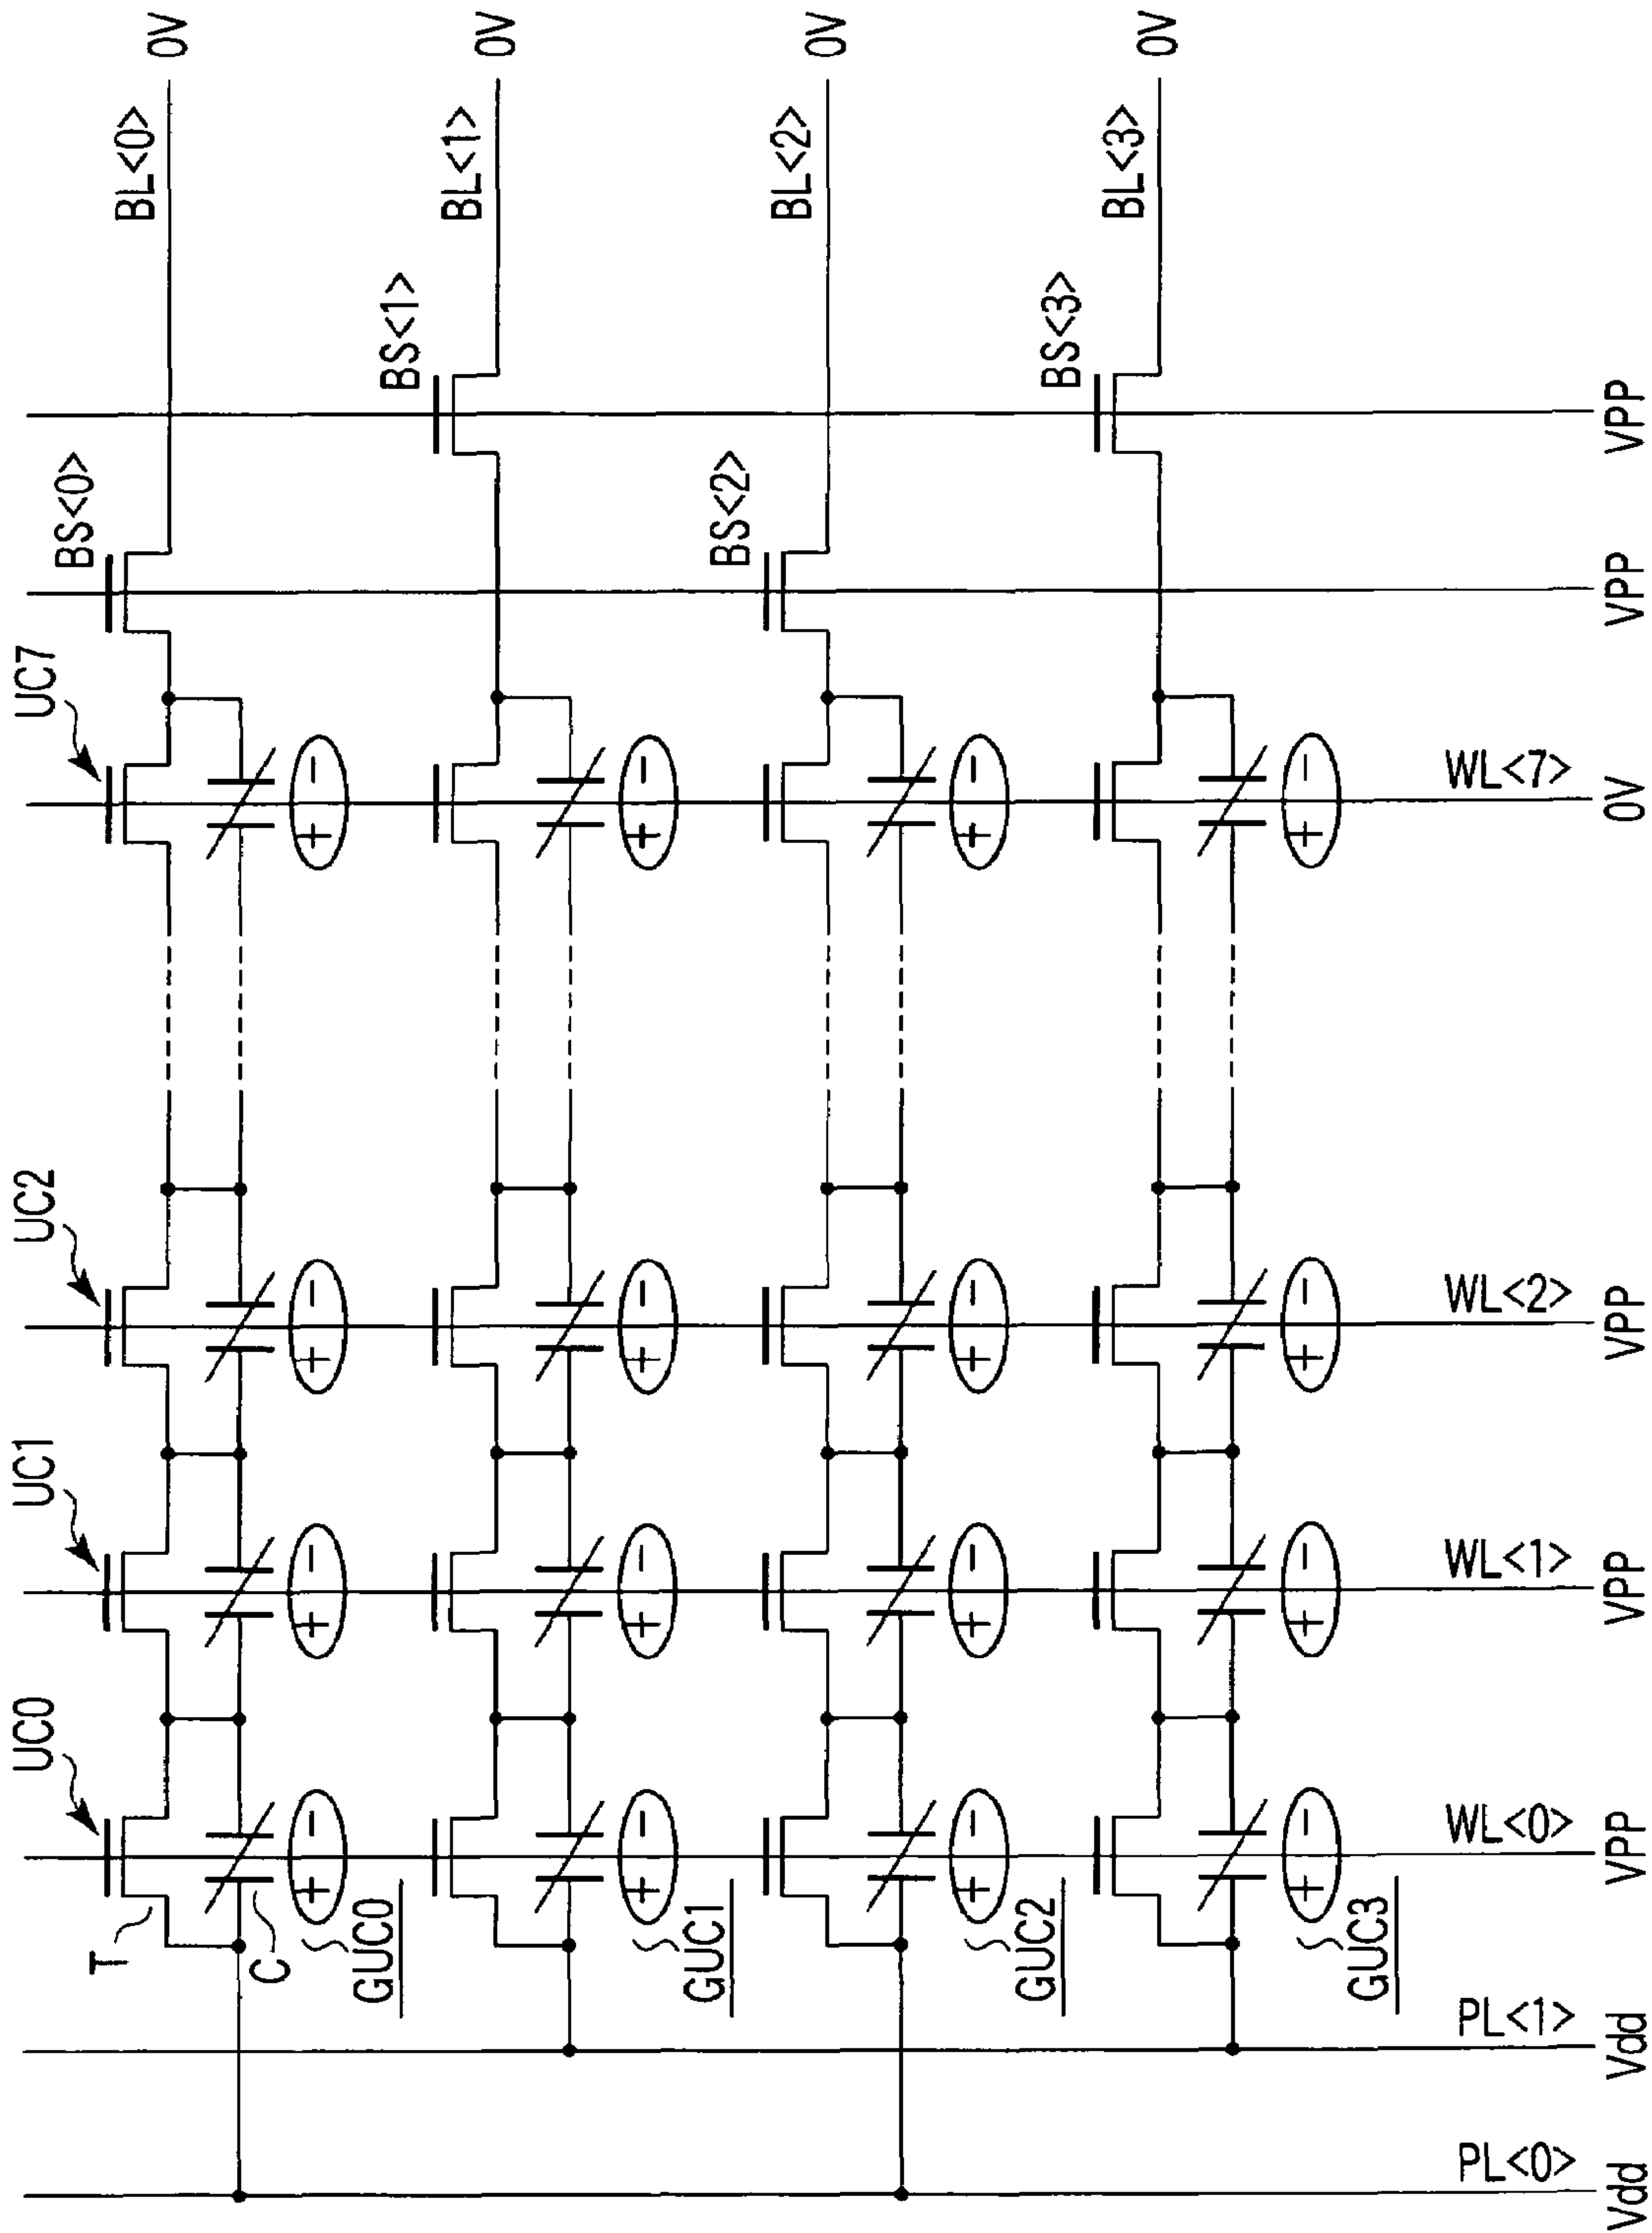 UC0
UC1
UC2
UC7
BS<0>
BL<0>
0V
T
C
+ −
+ −
+ −
+ −
GUC0
BS<1>
BL<1>
0V
+ −
+ −
+ −
+ −
GUC1
BS<2>
BL<2>
0V
+ −
+ −
+ −
+ −
GUC2
BS<3>
BL<3>
0V
+ −
+ −
+ −
+ −
GUC3
PL<0>
PL<1>
WL<0>
WL<1>
WL<2>
WL<7>
Vdd
Vdd
VPP
VPP
VPP
0V
VPP
VPP